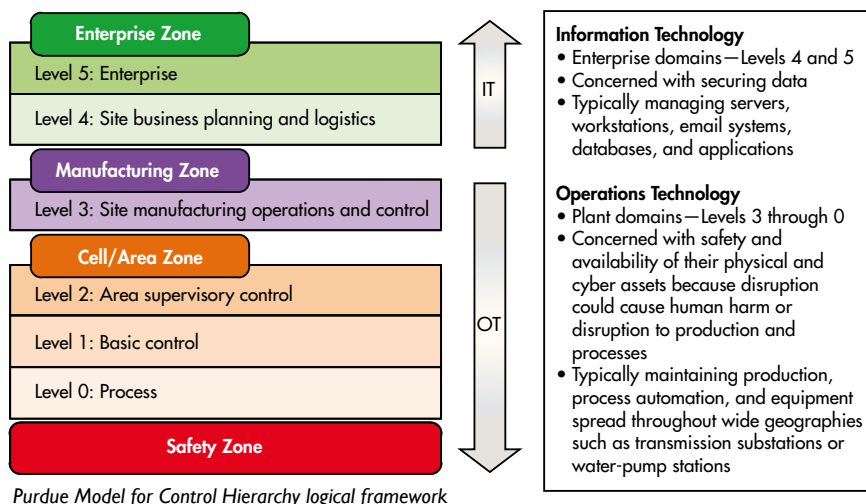 Enterprise Zone
Level 5: Enterprise
Level 4: Site business planning and logistics
Manufacturing Zone
Level 3: Site manufacturing operations and control
Cell/Area Zone
Level 2: Area supervisory control
Level 1: Basic control
Level 0: Process
Safety Zone
Purdue Model for Control Hierarchy logical framework
IT
OT
Information Technology
• Enterprise domains—Levels 4 and 5
• Concerned with securing data
• Typically managing servers,
workstations, email systems,
databases, and applications
Operations Technology
• Plant domains—Levels 3 through 0
• Concerned with safety and
availability of their physical and
cyber assets because disruption
could cause human harm or
disruption to production and
processes
• Typically maintaining production,
process automation, and equipment
spread throughout wide geographies
such as transmission substations or
water-pump stations